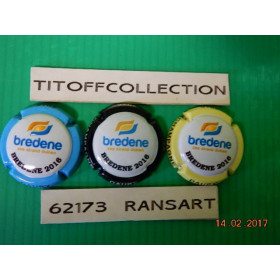 TITOFFCOLLECTION
bredene
BREDENE 2016
bredene
BREDENE 2016
bredene
BREDENE 2016
62173 RANSART
14 02 2017